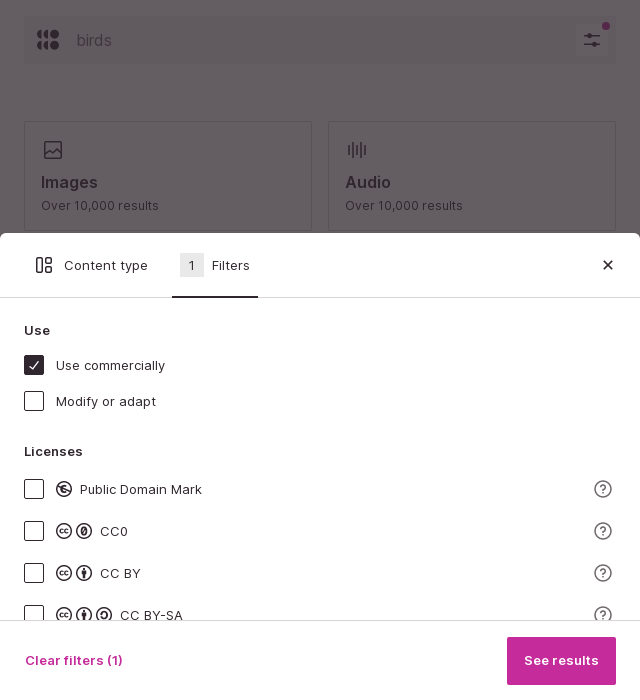 birds
Images
Over 10,000 results
Audio
Over 10,000 results
Content type
1 Filters
Use
Use commercially
Modify or adapt
Licenses
Public Domain Mark
CC0
CC BY
CC BY-SA
Clear filters (1)
See results